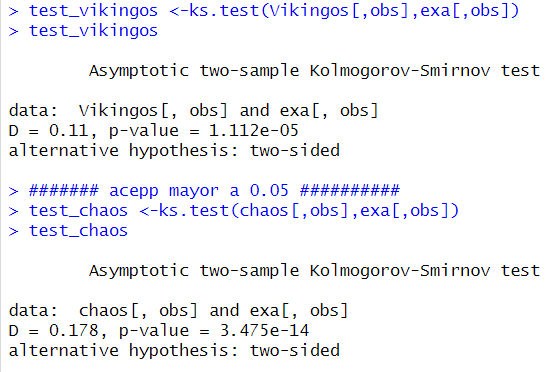 > test_vikingos <-ks.test(Vikingos[,obs],exa[,obs])
> test_vikingos
Asymptotic two-sample Kolmogorov-Smirnov test
data:  Vikingos[, obs] and exa[, obs]
D = 0.11, p-value = 1.112e-05
alternative hypothesis: two-sided
> ####### acepp mayor a 0.05 ##########
> test_chaos <-ks.test(chaos[,obs],exa[,obs])
> test_chaos
Asymptotic two-sample Kolmogorov-Smirnov test
data:  chaos[, obs] and exa[, obs]
D = 0.178, p-value = 3.475e-14
alternative hypothesis: two-sided